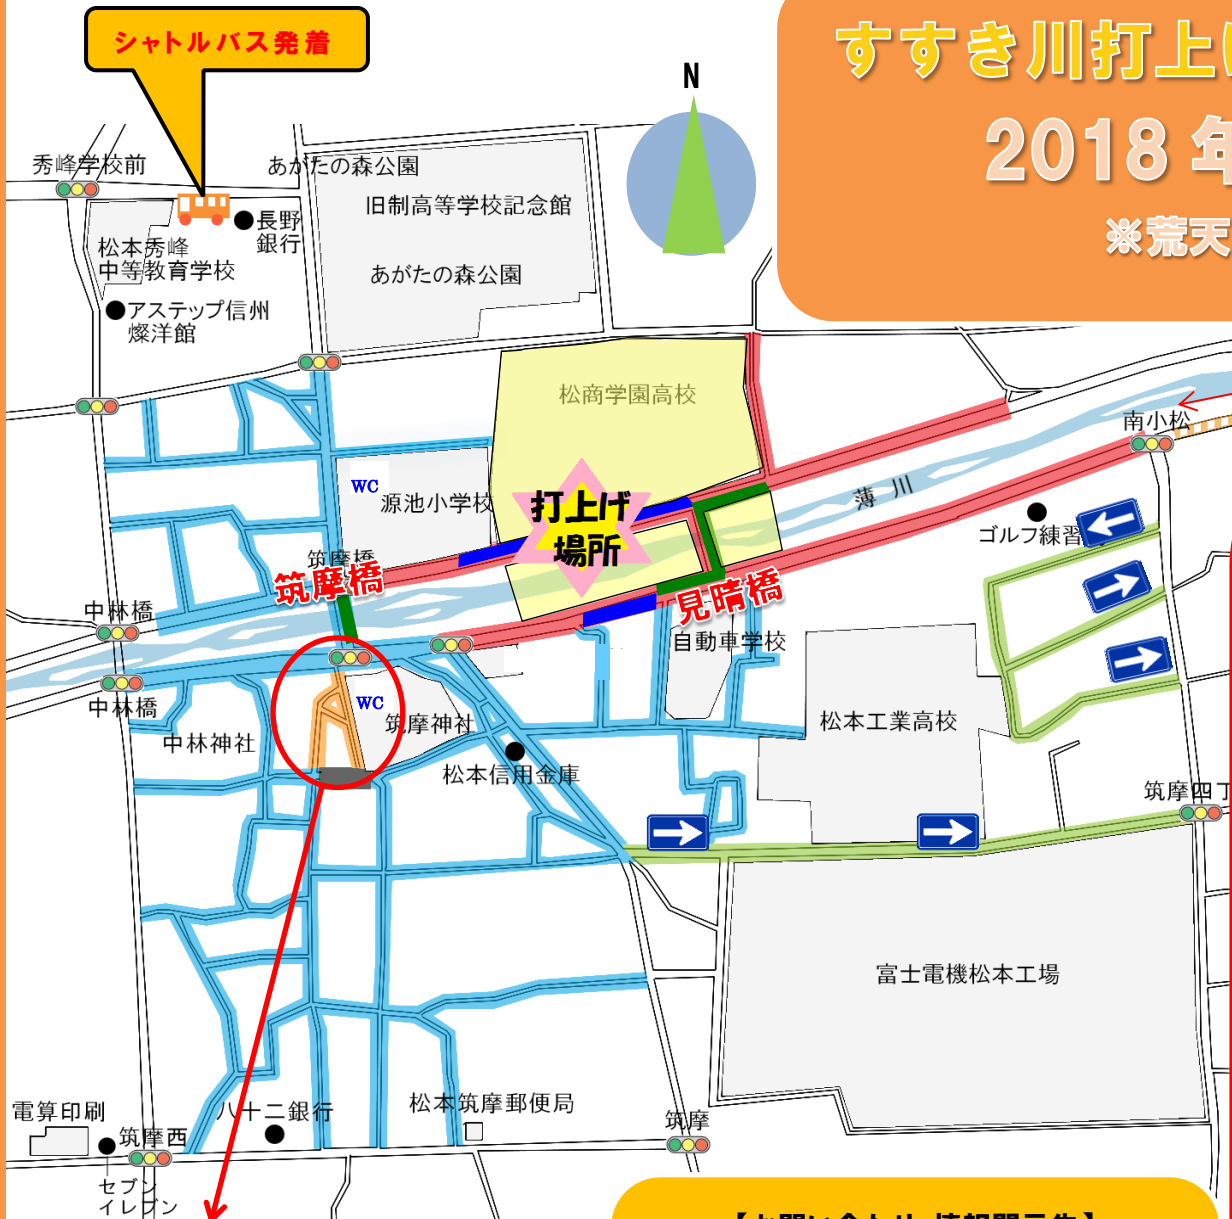 シャトルバス発着
すすき川打上げ
2018 年
※荒天
N
秀峰学校前
あがたの森公園
旧制高等学校記念館
長野
銀行
松本秀峰
中等教育学校
あがたの森公園
アステップ信州
燦洋館
松商学園高校
南小松
WC
源池小学校
打上げ
場所
薄川
ゴルフ練習
筑摩橋
筑摩橋
見晴橋
中林橋
自動車学校
中林橋
WC
筑摩神社
中林神社
松本工業高校
松本信用金庫
筑摩四丁
富士電機松本工場
電算印刷
八十二銀行
松本筑摩郵便局
筑摩
筑摩西
セブン
イレブン